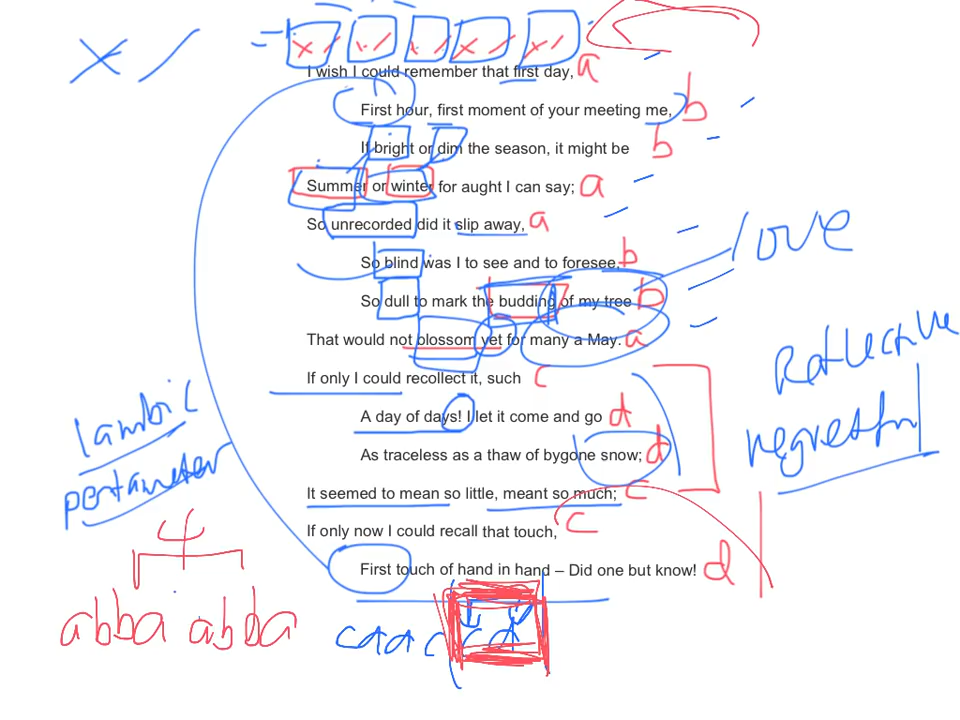 I wish I could remember that first day, a
First hour, first moment of your meeting me, b
If bright or dim the season, it might be b
Summer or winter for aught I can say; a
So unrecorded did it slip away, a
So blind was I to see and to foresee, b
love
So dull to mark the budding of my tree b
That would not blossom yet for many a May. a
Reflective
regretful
If only I could recollect it, such c
A day of days! I let it come and go d
As traceless as a thaw of bygone snow; d
Iambic
pentameter
It seemed to mean so little, meant so much; c
If only now I could recall that touch, c
First touch of hand in hand – Did one but know! d
4
abba abba
cddc cd